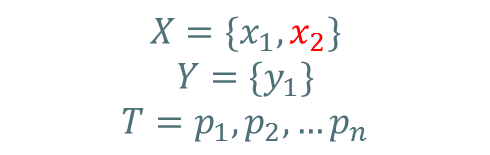 X = {x₁, x₂}
Y = {y₁}
T = p₁, p₂, … pₙ